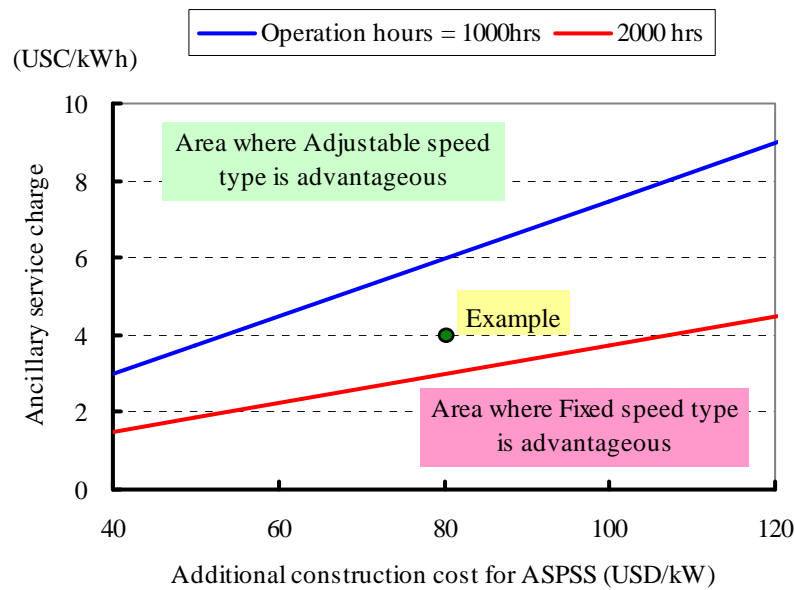 Operation hours = 1000hrs
2000 hrs
(USC/kWh)
10
8
6
4
2
0
Ancillary service charge
Area where Adjustable speed
type is advantageous
Example
Area where Fixed speed type
is advantageous
40
60
80
100
120
Additional construction cost for ASPSS (USD/kW)